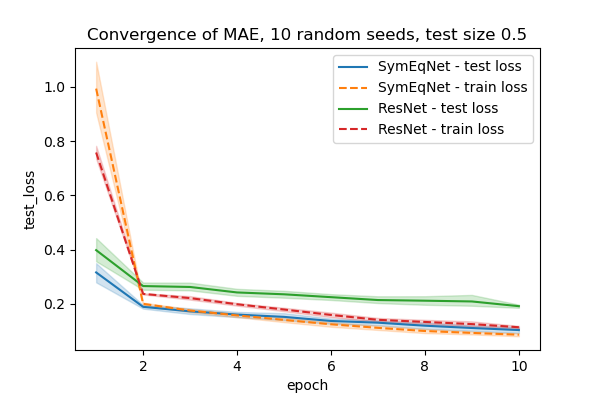 Convergence of MAE, 10 random seeds, test size 0.5
SymEqNet - test loss
SymEqNet - train loss
ResNet - test loss
ResNet - train loss
1.0
0.8
0.6
0.4
0.2
test_loss
2 4 6 8 10
epoch